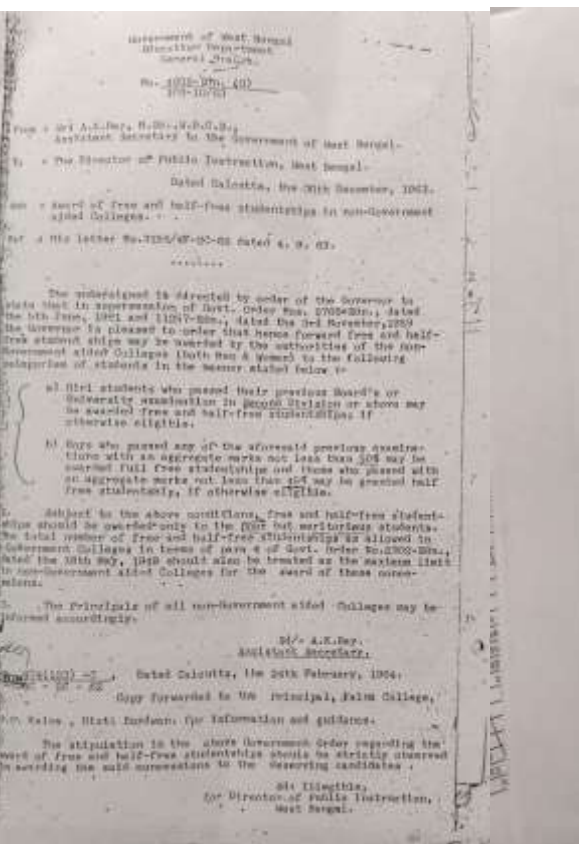 Government of West Bengal
Education Department
General Branch.
No.
From : Sri A.K.Ray,
Assistant Secretary to the Government of West Bengal.
: The Director of Public Instruction, West Bengal.
Dated Calcutta, the 30th December, 1963.
: Award of free and half-free studentships in non-Government
aided Colleges.
: His letter dated
The undersigned is directed by order of the Governor to
state that in supersession of Govt. Order Nos. dated
the 5th June, 1951 and dated the 3rd November,1959
the Governor is pleased to order that hence forward free and half-
free student ships may be awarded by the authorities of the non-
Government aided Colleges (both Men & Women) to the following
categories of students in the manner stated below :-
a) Girl students who passed their previous Board's or
University examination in Second Division or above may
be awarded free and half-free studentships, if
otherwise eligible.
b) Boys who passed any of the aforesaid previous examina-
tions with an aggregate marks not less than 50% may be
awarded full free studentships and those who passed with
an aggregate marks not less than may be granted half
free studentship, if otherwise eligible.
2. Subject to the above conditions, free and half-free student-
ships should be awarded only to the poor but meritorious students.
The total number of free and half-free studentships as allowed in
Government Colleges in terms of para 4 of Govt. Order
dated the 18th May, should also be treated as the maximum limit
in non-Government aided Colleges for the award of these conces-
sions.
3. The Principals of all non-Government aided Colleges may be
informed accordingly.
Sd/- A.K.Ray.
Assistant Secretary.
Dated Calcutta, the 24th February, 1964.
Copy forwarded to the Principal, Kalna College,
P.O. Kalna , Dist: Burdwan. for information and guidance.
The stipulation in the above Government Order regarding the
award of free and half-free studentships should be strictly observed
in awarding the said concessions to the deserving candidates .
Sd: Illegible,
for Director of Public Instruction,
West Bengal.